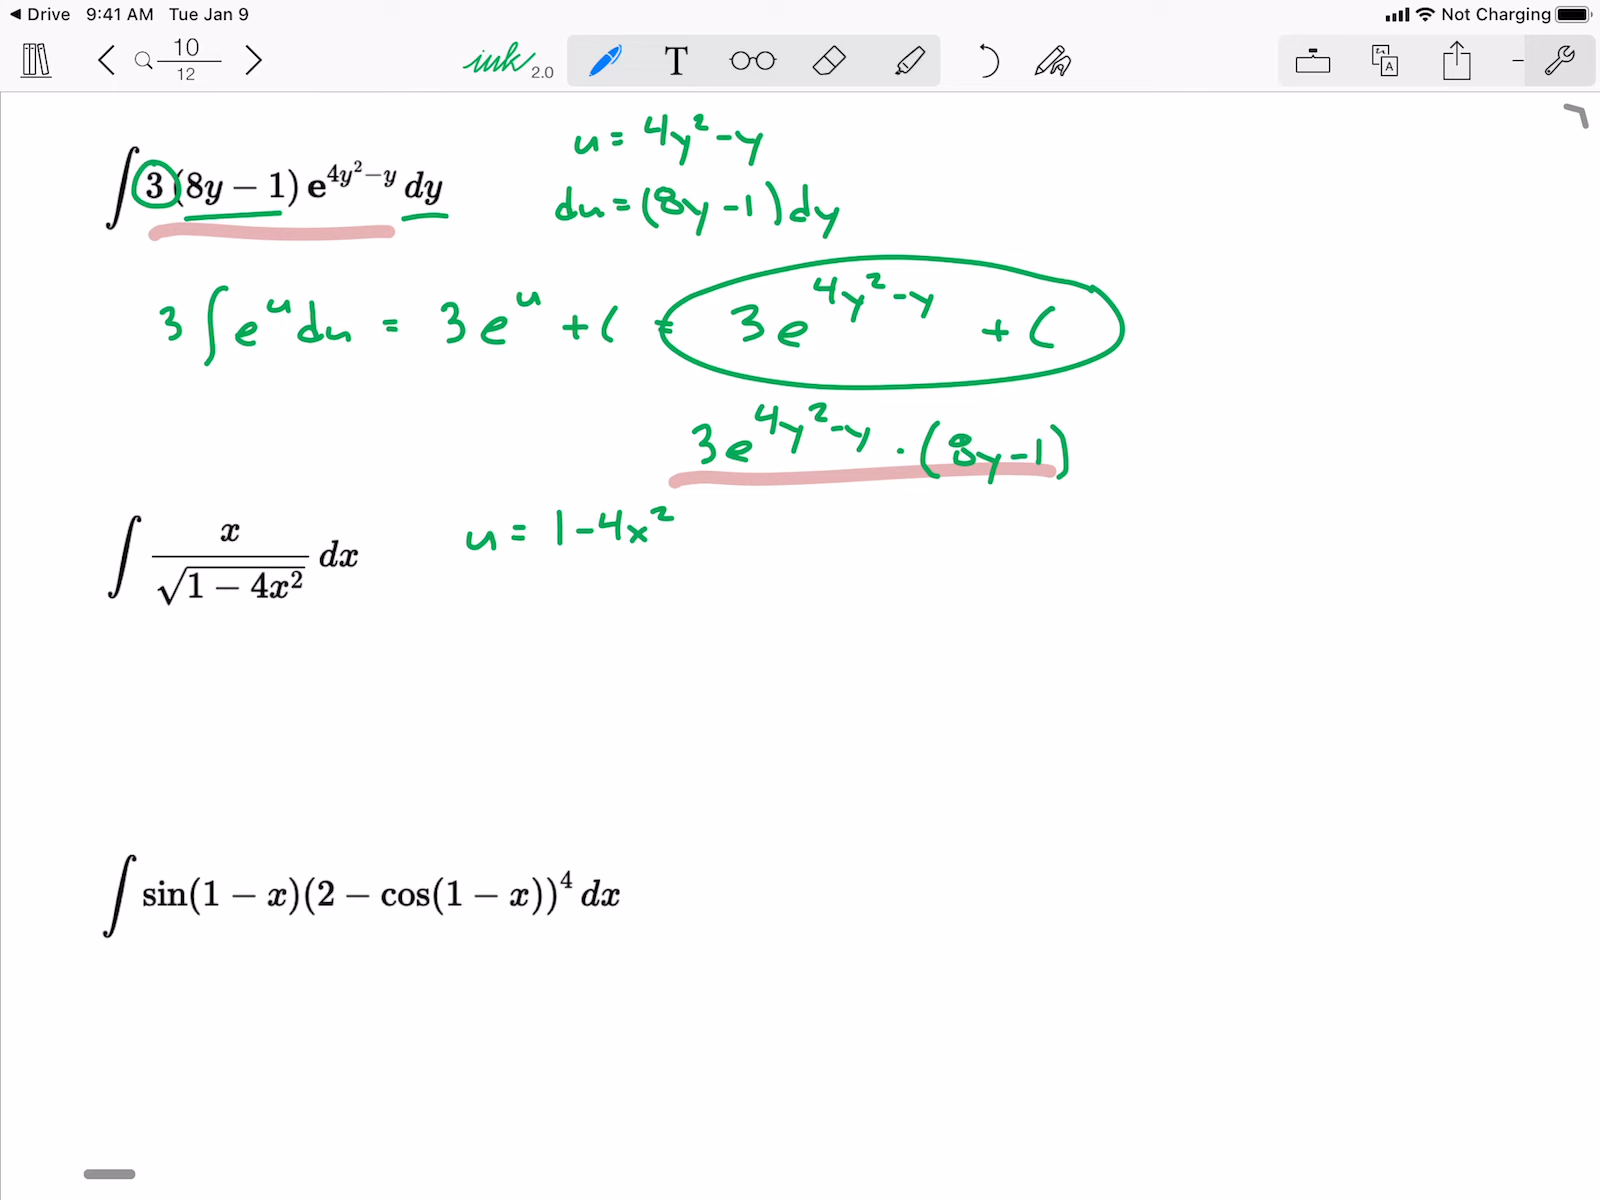 Drive 9:41 AM Tue Jan 9 Not Charging
10
12
ink 2.0 T A
u = 4y² - y
∫ 3(8y − 1) e^{4y²−y} dy
du = (8y - 1) dy
3 ∫ e^u du = 3e^u + C = 3e^{4y²-y} + C
3e^{4y²-y} · (8y-1)
u = 1 - 4x²
∫ x / √(1 − 4x²) dx
∫ sin(1 − x)(2 − cos(1 − x))⁴ dx